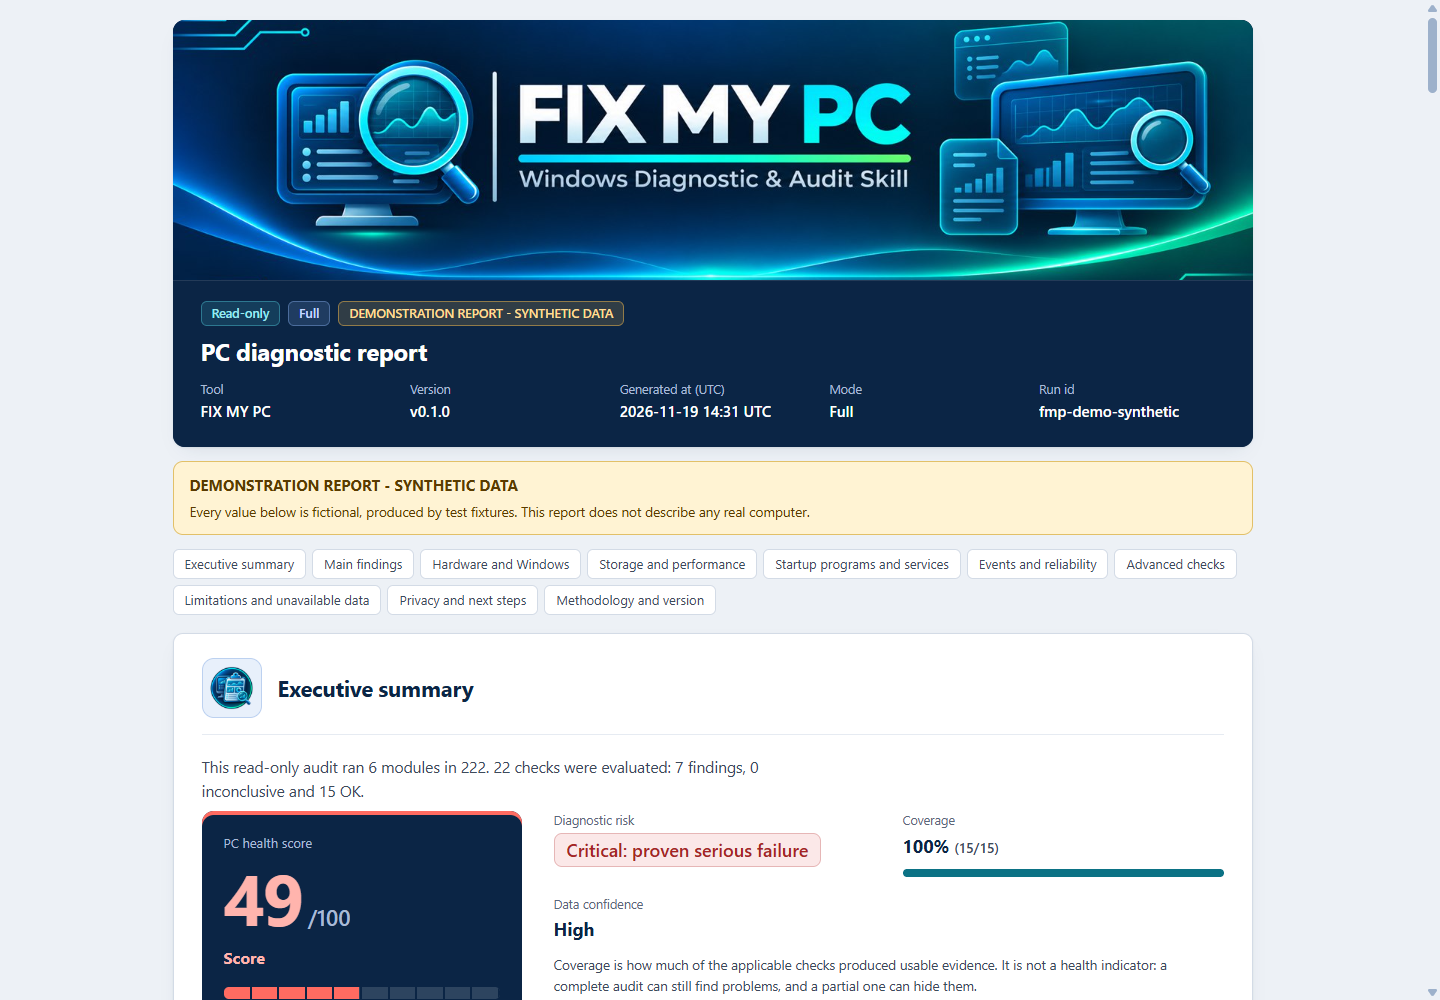 FIX MY PC
Windows Diagnostic & Audit Skill
Read-only
Full
DEMONSTRATION REPORT - SYNTHETIC DATA
PC diagnostic report
Tool
FIX MY PC
Version
v0.1.0
Generated at (UTC)
2026-11-19 14:31 UTC
Mode
Full
Run id
fmp-demo-synthetic
DEMONSTRATION REPORT - SYNTHETIC DATA
Every value below is fictional, produced by test fixtures. This report does not describe any real computer.
Executive summary
Main findings
Hardware and Windows
Storage and performance
Startup programs and services
Events and reliability
Advanced checks
Limitations and unavailable data
Privacy and next steps
Methodology and version
Executive summary
This read-only audit ran 6 modules in 222. 22 checks were evaluated: 7 findings, 0
inconclusive and 15 OK.
PC health score
49 /100
Score
Diagnostic risk
Critical: proven serious failure
Coverage
100% (15/15)
Data confidence
High
Coverage is how much of the applicable checks produced usable evidence. It is not a health indicator: a
complete audit can still find problems, and a partial one can hide them.